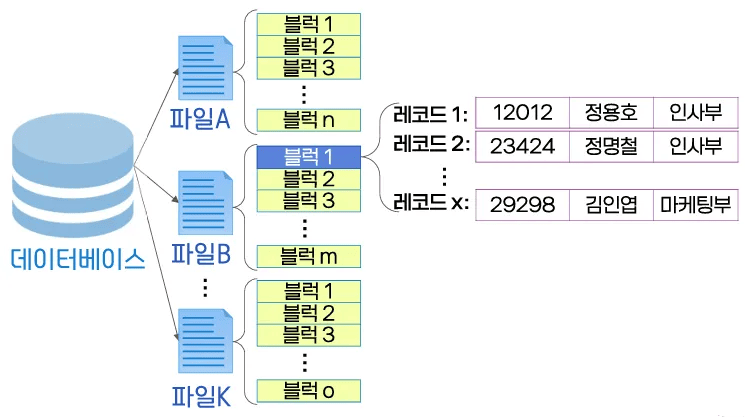 데이터베이스
파일A
블럭 1
블럭 2
블럭 3
⋮
블럭 n
파일B
블럭 1
블럭 2
블럭 3
⋮
블럭 m
⋮
파일K
블럭 1
블럭 2
블럭 3
⋮
블럭 o
레코드 1: 12012 정용호 인사부
레코드 2: 23424 정명철 인사부
⋮
레코드 x: 29298 김인엽 마케팅부